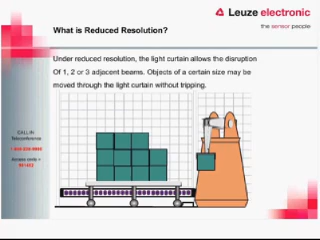 Leuze electronic
the sensor people
What is Reduced Resolution?
Under reduced resolution, the light curtain allows the disruption
Of 1, 2 or 3 adjacent beams. Objects of a certain size may be
moved through the light curtain without tripping.
CALL IN
Teleconference
Access code =